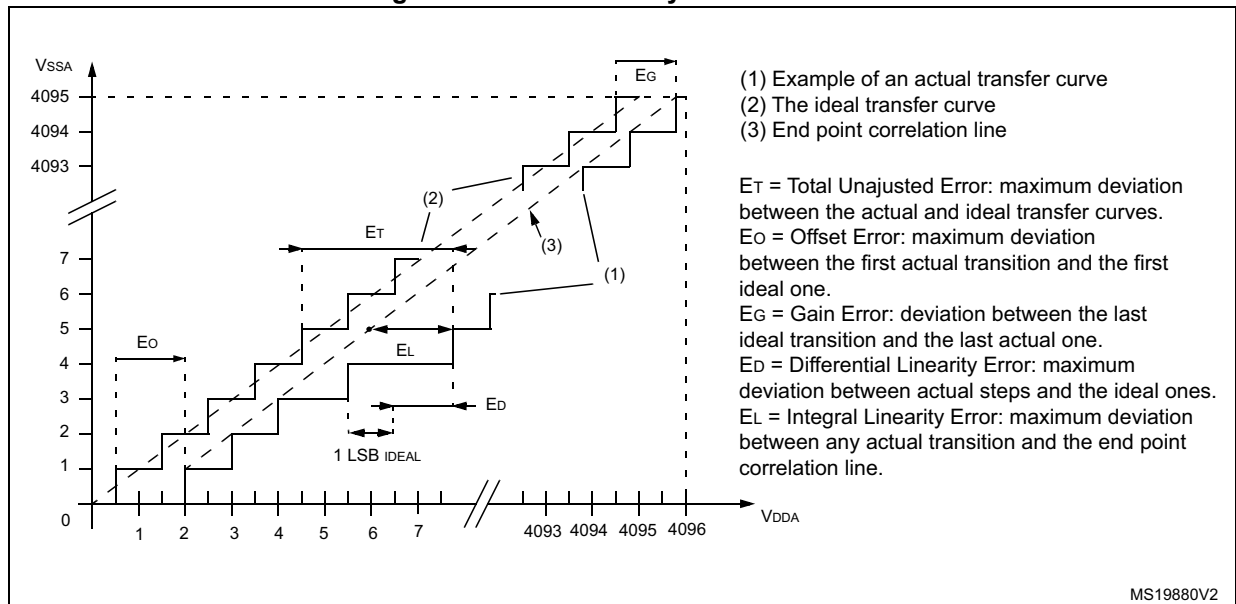 VSSA
EG
4095
4094
4093
(2)
ET
(3)
7
(1)
6
5
EO
EL
4
3
ED
2
1 LSB IDEAL
1
0
1 2 3 4 5 6 7 4093 4094 4095 4096
VDDA
(1) Example of an actual transfer curve
(2) The ideal transfer curve
(3) End point correlation line
ET = Total Unajusted Error: maximum deviation
between the actual and ideal transfer curves.
EO = Offset Error: maximum deviation
between the first actual transition and the first
ideal one.
EG = Gain Error: deviation between the last
ideal transition and the last actual one.
ED = Differential Linearity Error: maximum
deviation between actual steps and the ideal ones.
EL = Integral Linearity Error: maximum deviation
between any actual transition and the end point
correlation line.
MS19880V2